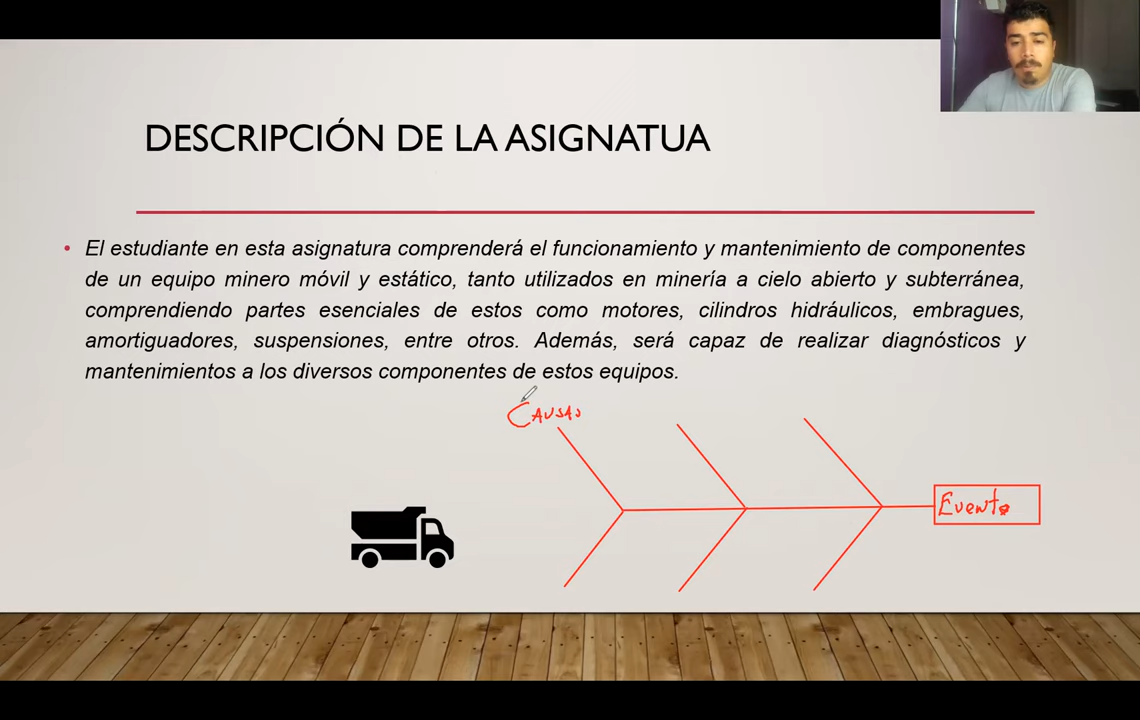 DESCRIPCIÓN DE LA ASIGNATUA
• El estudiante en esta asignatura comprenderá el funcionamiento y mantenimiento de componentes
de un equipo minero móvil y estático, tanto utilizados en minería a cielo abierto y subterránea,
comprendiendo partes esenciales de estos como motores, cilindros hidráulicos, embragues,
amortiguadores, suspensiones, entre otros. Además, será capaz de realizar diagnósticos y
mantenimientos a los diversos componentes de estos equipos.
CAUSAS
Evento